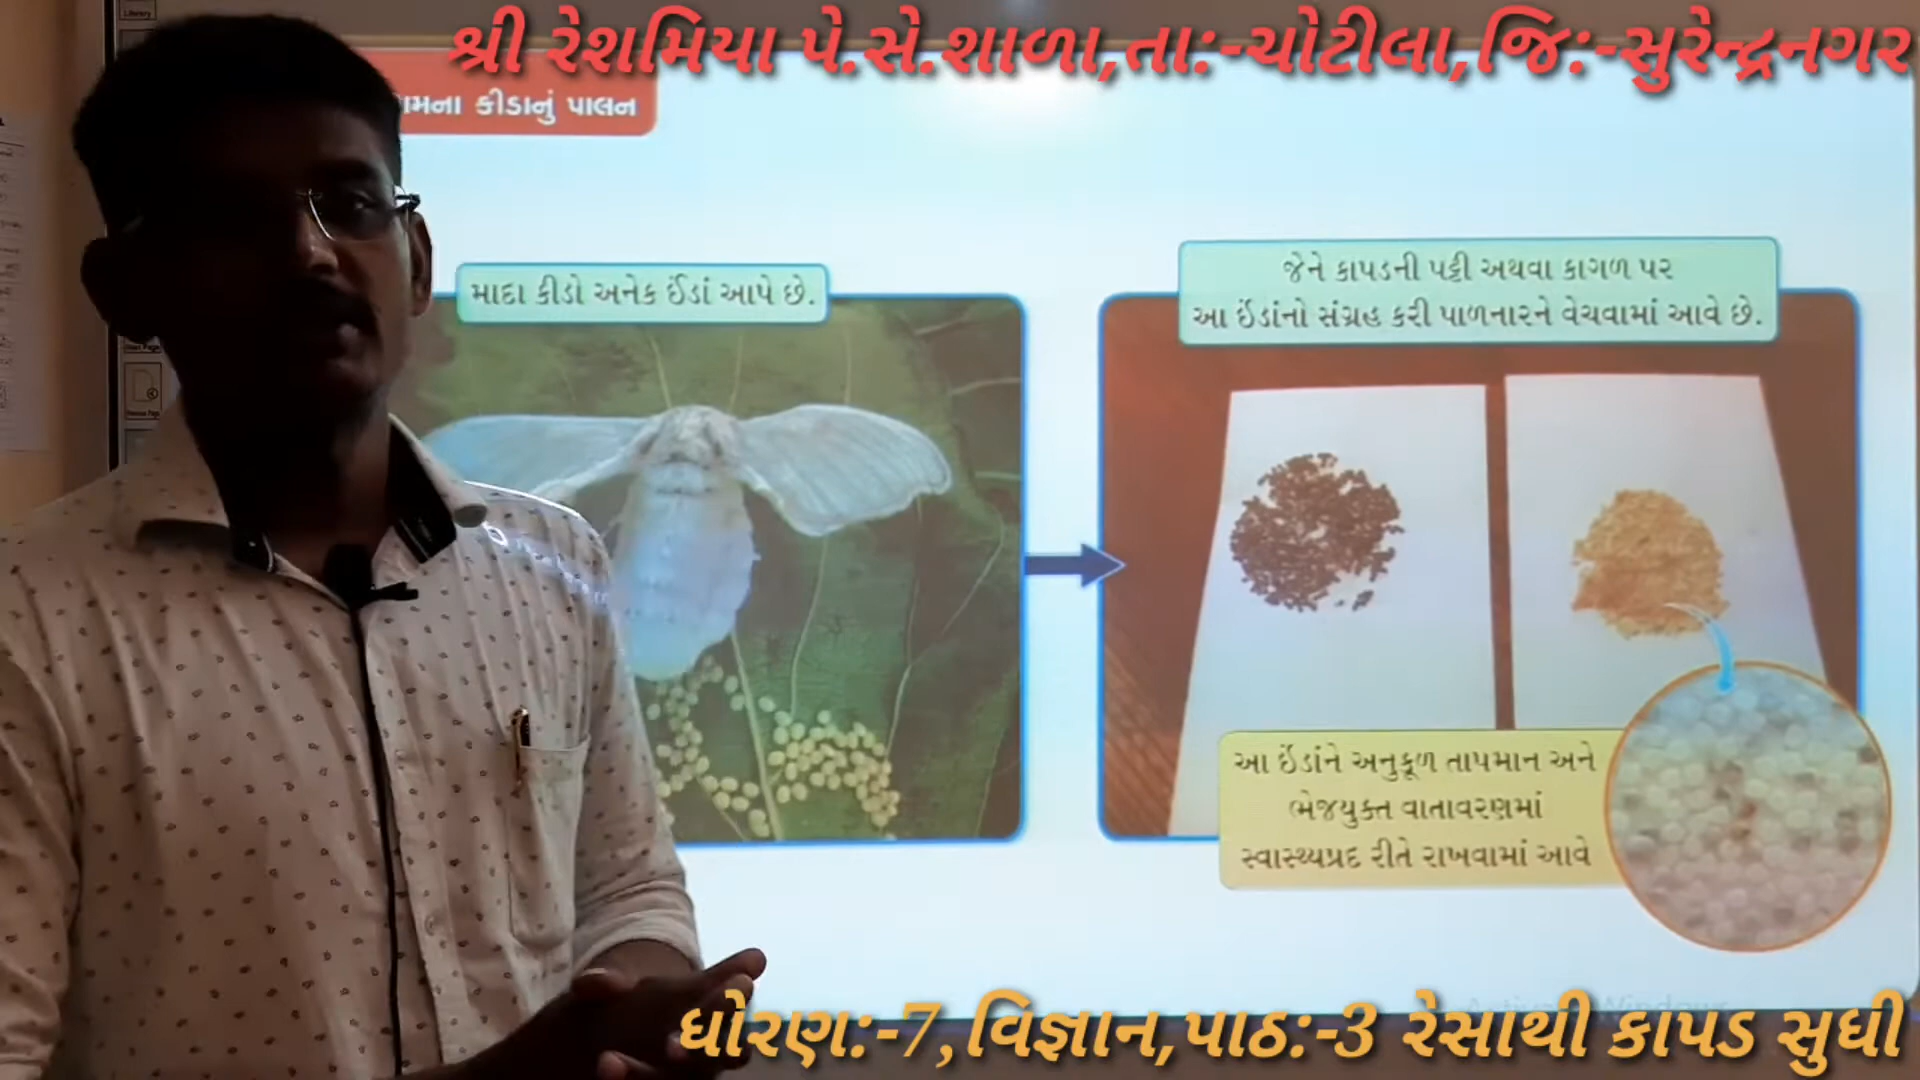 શ્રી રેશમિયા પે.સે.શાળા,તા:-ચોટીલા,જિ:-સુરેન્દ્રનગર
કીડાનું પાલન
માદા કીડો અનેક ઈંડાં આપે છે.
જેને કાપડની પટ્ટી અથવા કાગળ પર
આ ઈંડાંનો સંગ્રહ કરી પાળનારને વેચવામાં આવે છે.
આ ઈંડાંને અનુકૂળ તાપમાન અને
ભેજયુક્ત વાતાવરણમાં
સ્વાસ્થ્યપ્રદ રીતે રાખવામાં આવે
ધોરણ:-7,વિજ્ઞાન,પાઠ:-3 રેસાથી કાપડ સુધી